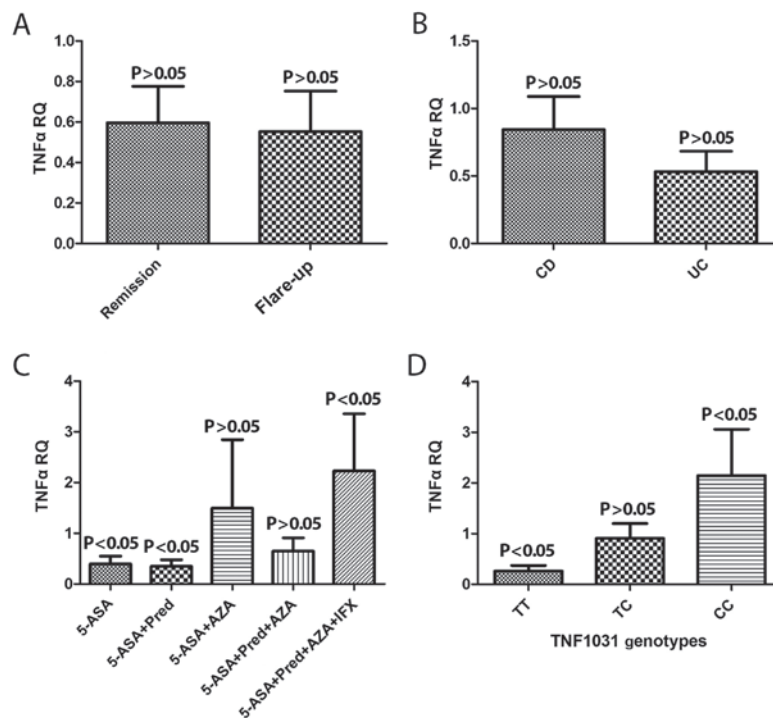 A
TNFα RQ
1.0
0.8
0.6
0.4
0.2
0.0
P>0.05
P>0.05
Remission
Flare-up
B
TNFα RQ
1.5
1.0
0.5
0.0
P>0.05
P>0.05
CD
UC
C
TNFα RQ
4
3
2
1
0
P<0.05
P<0.05
P>0.05
P>0.05
P<0.05
5-ASA
5-ASA+Pred
5-ASA+AZA
5-ASA+Pred+AZA
5-ASA+Pred+AZA+IFX
D
TNFα RQ
4
3
2
1
0
P<0.05
P>0.05
P<0.05
TT
TC
CC
TNF1031 genotypes